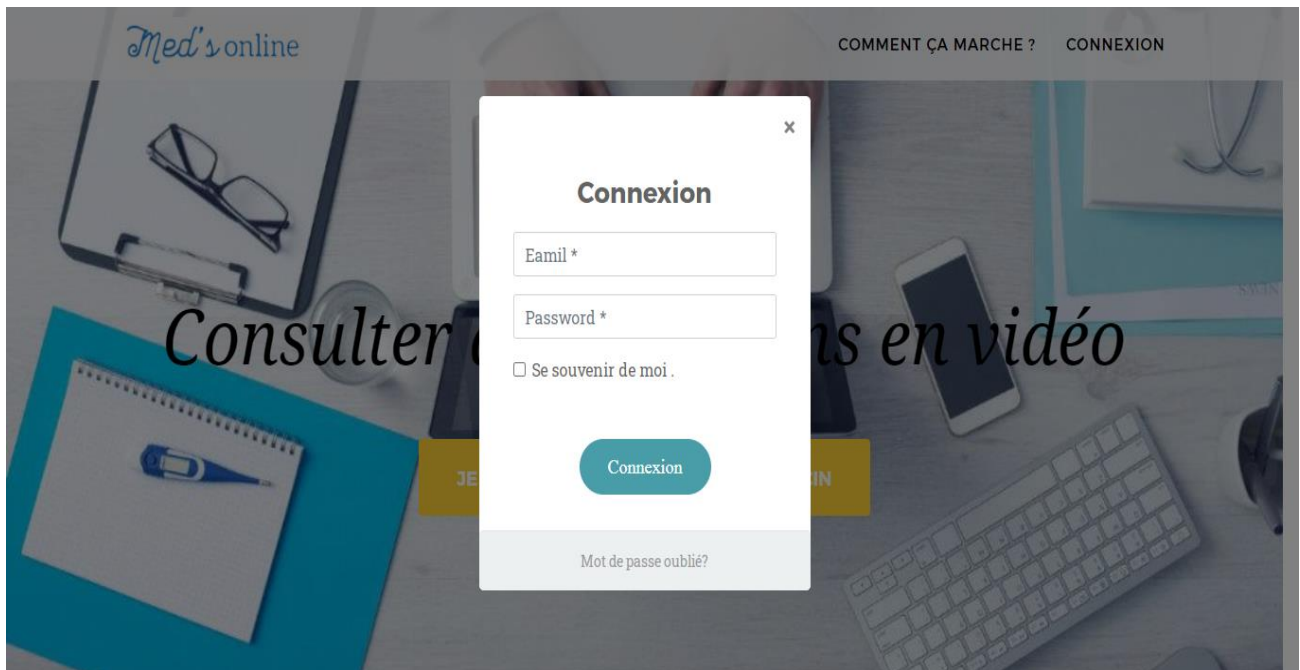 Med's online
COMMENT ÇA MARCHE ?    CONNEXION
×
Connexion
Eamil *
Password *
Consulter ns en vidéo
Se souvenir de moi .
Connexion
JE IN
Mot de passe oublié?